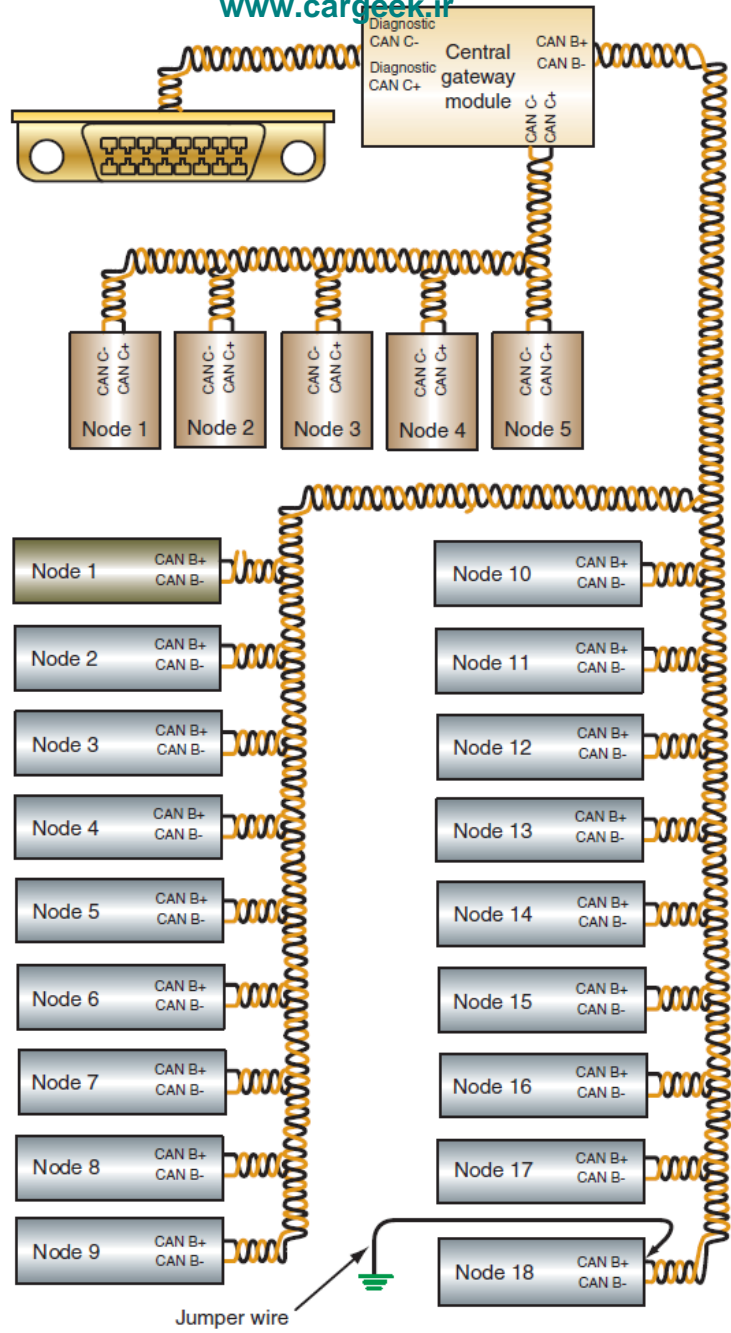 www.cargeek.ir
Diagnostic
CAN C-
Diagnostic
CAN C+
Central
gateway
module
CAN B+
CAN B-
CAN C-
CAN C+
CAN C-
CAN C+
Node 1
CAN C-
CAN C+
Node 2
CAN C-
CAN C+
Node 3
CAN C-
CAN C+
Node 4
CAN C-
CAN C+
Node 5
Node 1
CAN B+
CAN B-
Node 2
CAN B+
CAN B-
Node 3
CAN B+
CAN B-
Node 4
CAN B+
CAN B-
Node 5
CAN B+
CAN B-
Node 6
CAN B+
CAN B-
Node 7
CAN B+
CAN B-
Node 8
CAN B+
CAN B-
Node 9
CAN B+
CAN B-
Node 10
CAN B+
CAN B-
Node 11
CAN B+
CAN B-
Node 12
CAN B+
CAN B-
Node 13
CAN B+
CAN B-
Node 14
CAN B+
CAN B-
Node 15
CAN B+
CAN B-
Node 16
CAN B+
CAN B-
Node 17
CAN B+
CAN B-
Node 18
CAN B+
CAN B-
Jumper wire